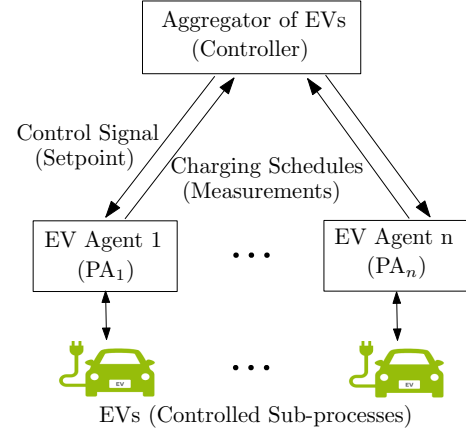 Aggregator of EVs
(Controller)
Control Signal
(Setpoint)
Charging Schedules
(Measurements)
EV Agent 1
(PA₁)
...
EV Agent n
(PAₙ)
EV
...
EV
EVs (Controlled Sub-processes)